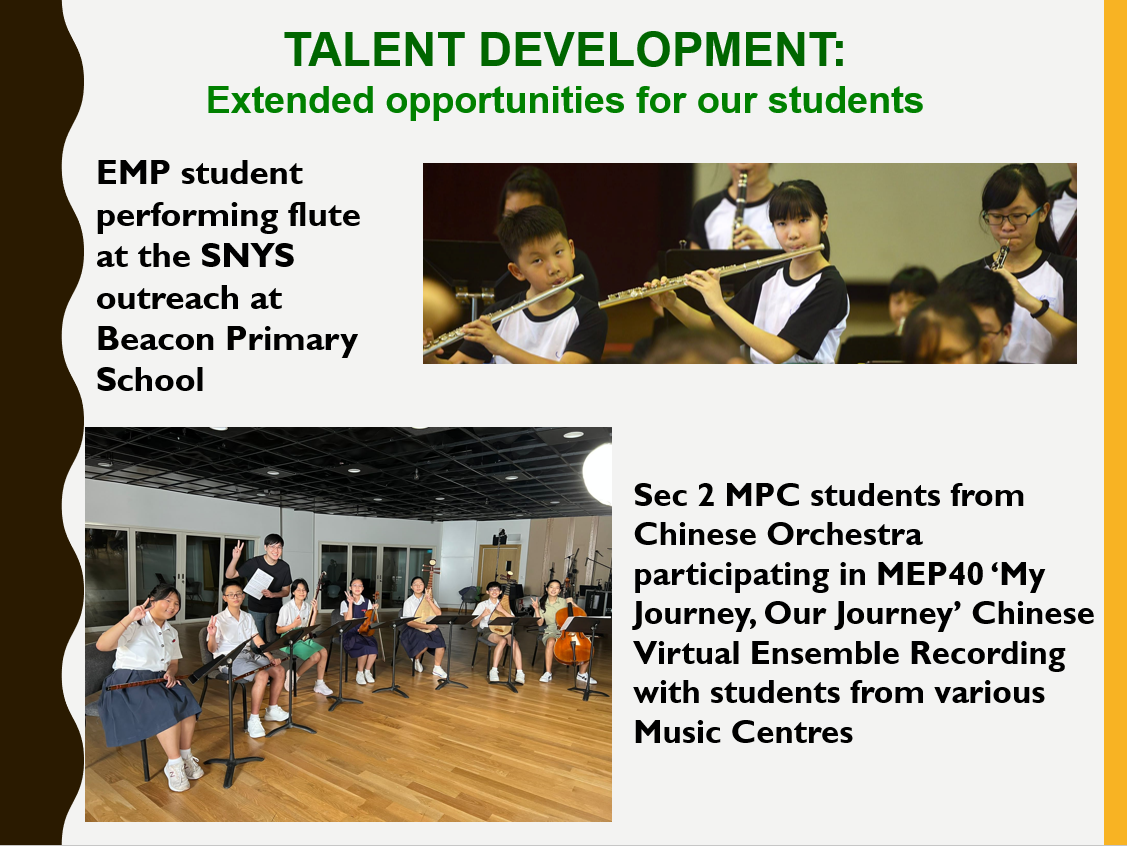 TALENT DEVELOPMENT:
Extended opportunities for our students
EMP student
performing flute
at the SNYS
outreach at
Beacon Primary
School
Sec 2 MPC students from
Chinese Orchestra
participating in MEP40 ‘My
Journey, Our Journey’ Chinese
Virtual Ensemble Recording
with students from various
Music Centres